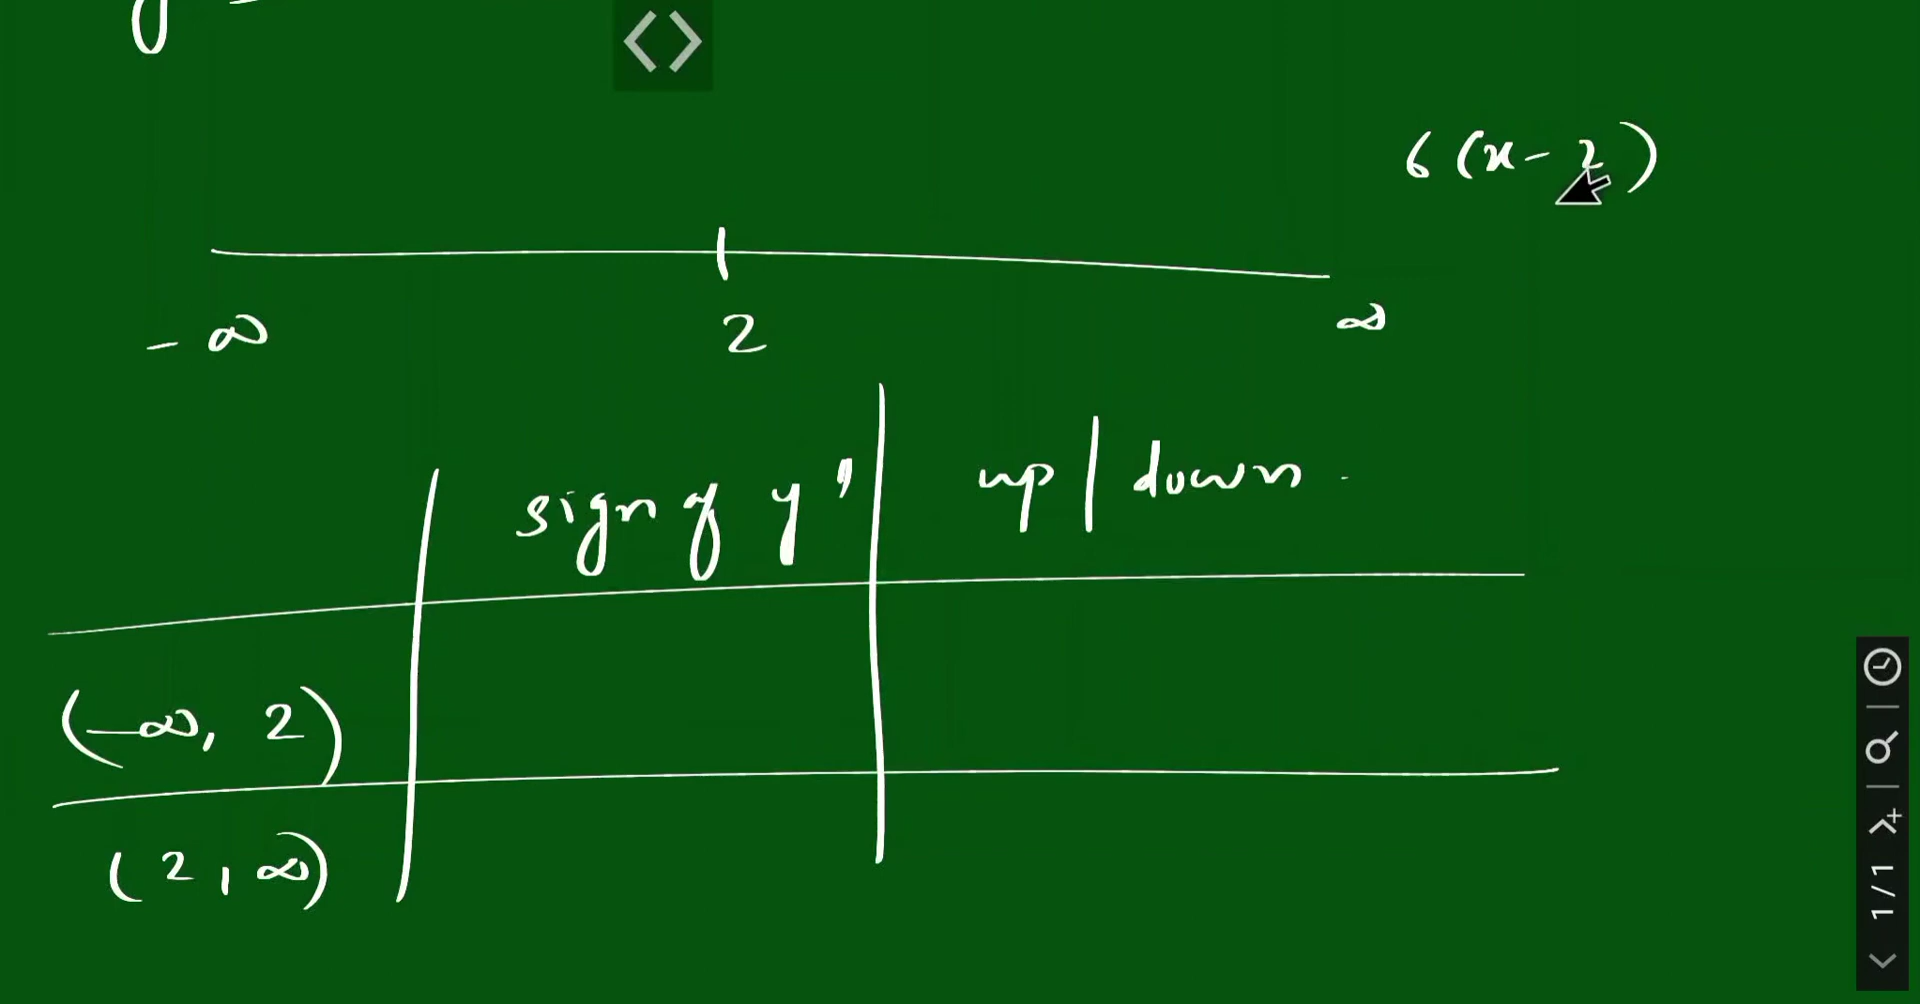 6 (x - 2)
- ∞ 2 ∞
sign of y' up | down .
(-∞, 2)
(2, ∞)
1/1